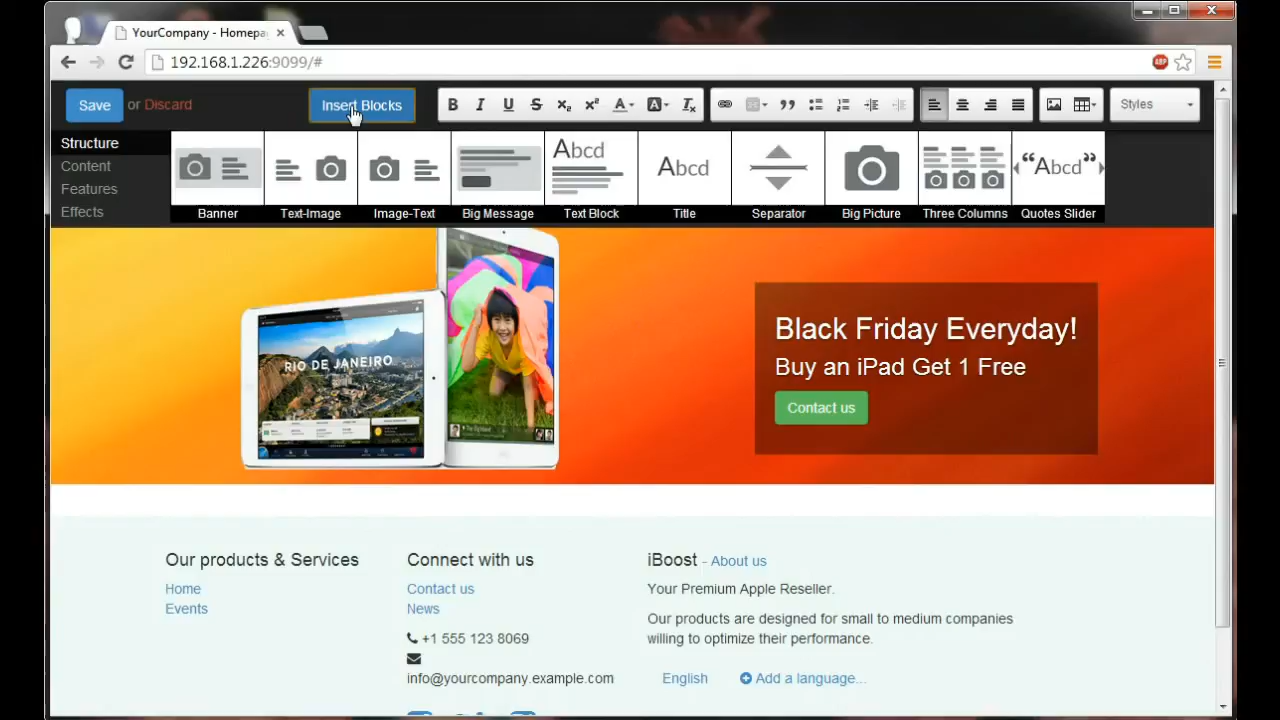 YourCompany - Homepa
192.168.1.226:9099/#
ABP
Save or Discard
Insert Blocks
B I U S x₂ x² A A Tx
Styles
Structure
Content
Features
Effects
Abcd
Abcd
“Abcd”
Banner
Text-Image
Image-Text
Big Message
Text Block
Title
Separator
Big Picture
Three Columns
Quotes Slider
RIO DE JANEIRO
Black Friday Everyday!
Buy an iPad Get 1 Free
Contact us
Our products & Services
Home
Events
Connect with us
Contact us
News
+1 555 123 8069
info@yourcompany.example.com
iBoost - About us
Your Premium Apple Reseller.
Our products are designed for small to medium companies
willing to optimize their performance.
English
Add a language...